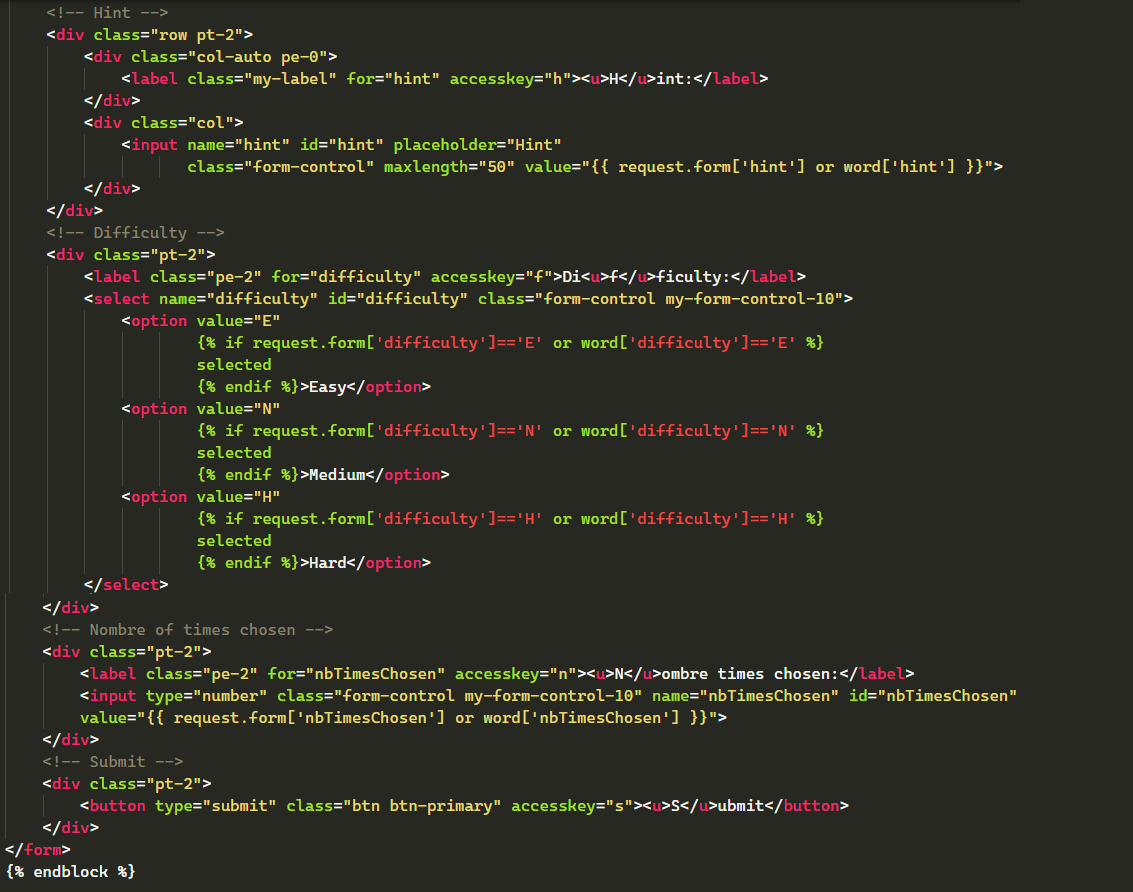 <!-- Hint -->
<div class="row pt-2">
<div class="col-auto pe-0">
<label class="my-label" for="hint" accesskey="h"><u>H</u>int:</label>
</div>
<div class="col">
<input name="hint" id="hint" placeholder="Hint"
class="form-control" maxlength="50" value="{{ request.form['hint'] or word['hint'] }}">
</div>
</div>
<!-- Difficulty -->
<div class="pt-2">
<label class="pe-2" for="difficulty" accesskey="f">Di<u>f</u>ficulty:</label>
<select name="difficulty" id="difficulty" class="form-control my-form-control-10">
<option value="E"
{% if request.form['difficulty']=='E' or word['difficulty']=='E' %}
selected
{% endif %}>Easy</option>
<option value="N"
{% if request.form['difficulty']=='N' or word['difficulty']=='N' %}
selected
{% endif %}>Medium</option>
<option value="H"
{% if request.form['difficulty']=='H' or word['difficulty']=='H' %}
selected
{% endif %}>Hard</option>
</select>
</div>
<!-- Nombre of times chosen -->
<div class="pt-2">
<label class="pe-2" for="nbTimesChosen" accesskey="n"><u>N</u>ombre times chosen:</label>
<input type="number" class="form-control my-form-control-10" name="nbTimesChosen" id="nbTimesChosen"
value="{{ request.form['nbTimesChosen'] or word['nbTimesChosen'] }}">
</div>
<!-- Submit -->
<div class="pt-2">
<button type="submit" class="btn btn-primary" accesskey="s"><u>S</u>ubmit</button>
</div>
</form>
{% endblock %}